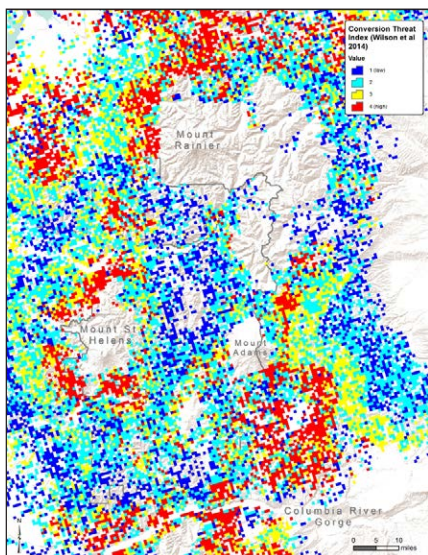 Conversion Threat
Index (Wilson et al
2014)
Value
1 (low)
2
3
4 (high)
Mount
Rainier
Mount St
Helens
Mount
Adams
Columbia River
Gorge
N
0 5 10
miles